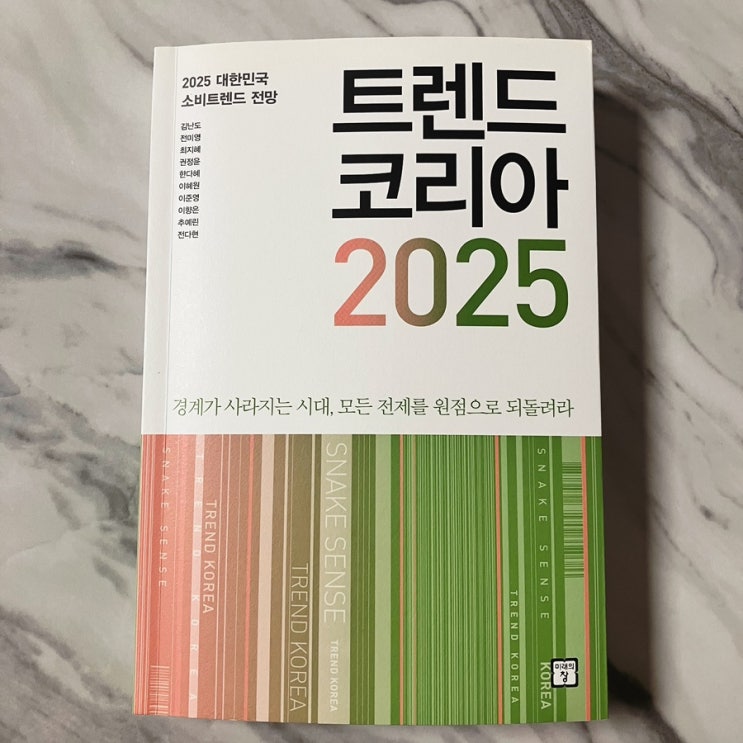 2025 대한민국
소비트렌드 전망
김난도
전미영
최지혜
권정윤
한다혜
이혜원
이준영
이향은
추예린
전다현
트렌드
코리아
2025
경계가 사라지는 시대, 모든 전제를 원점으로 되돌려라
SNAKE SENSE
TREND KOREA
TREND KOREA
TREND KOREA
SNAKE SENSE
TREND KOREA
TREND KOREA
SNAKE SENSE
KOREA
미래의
창